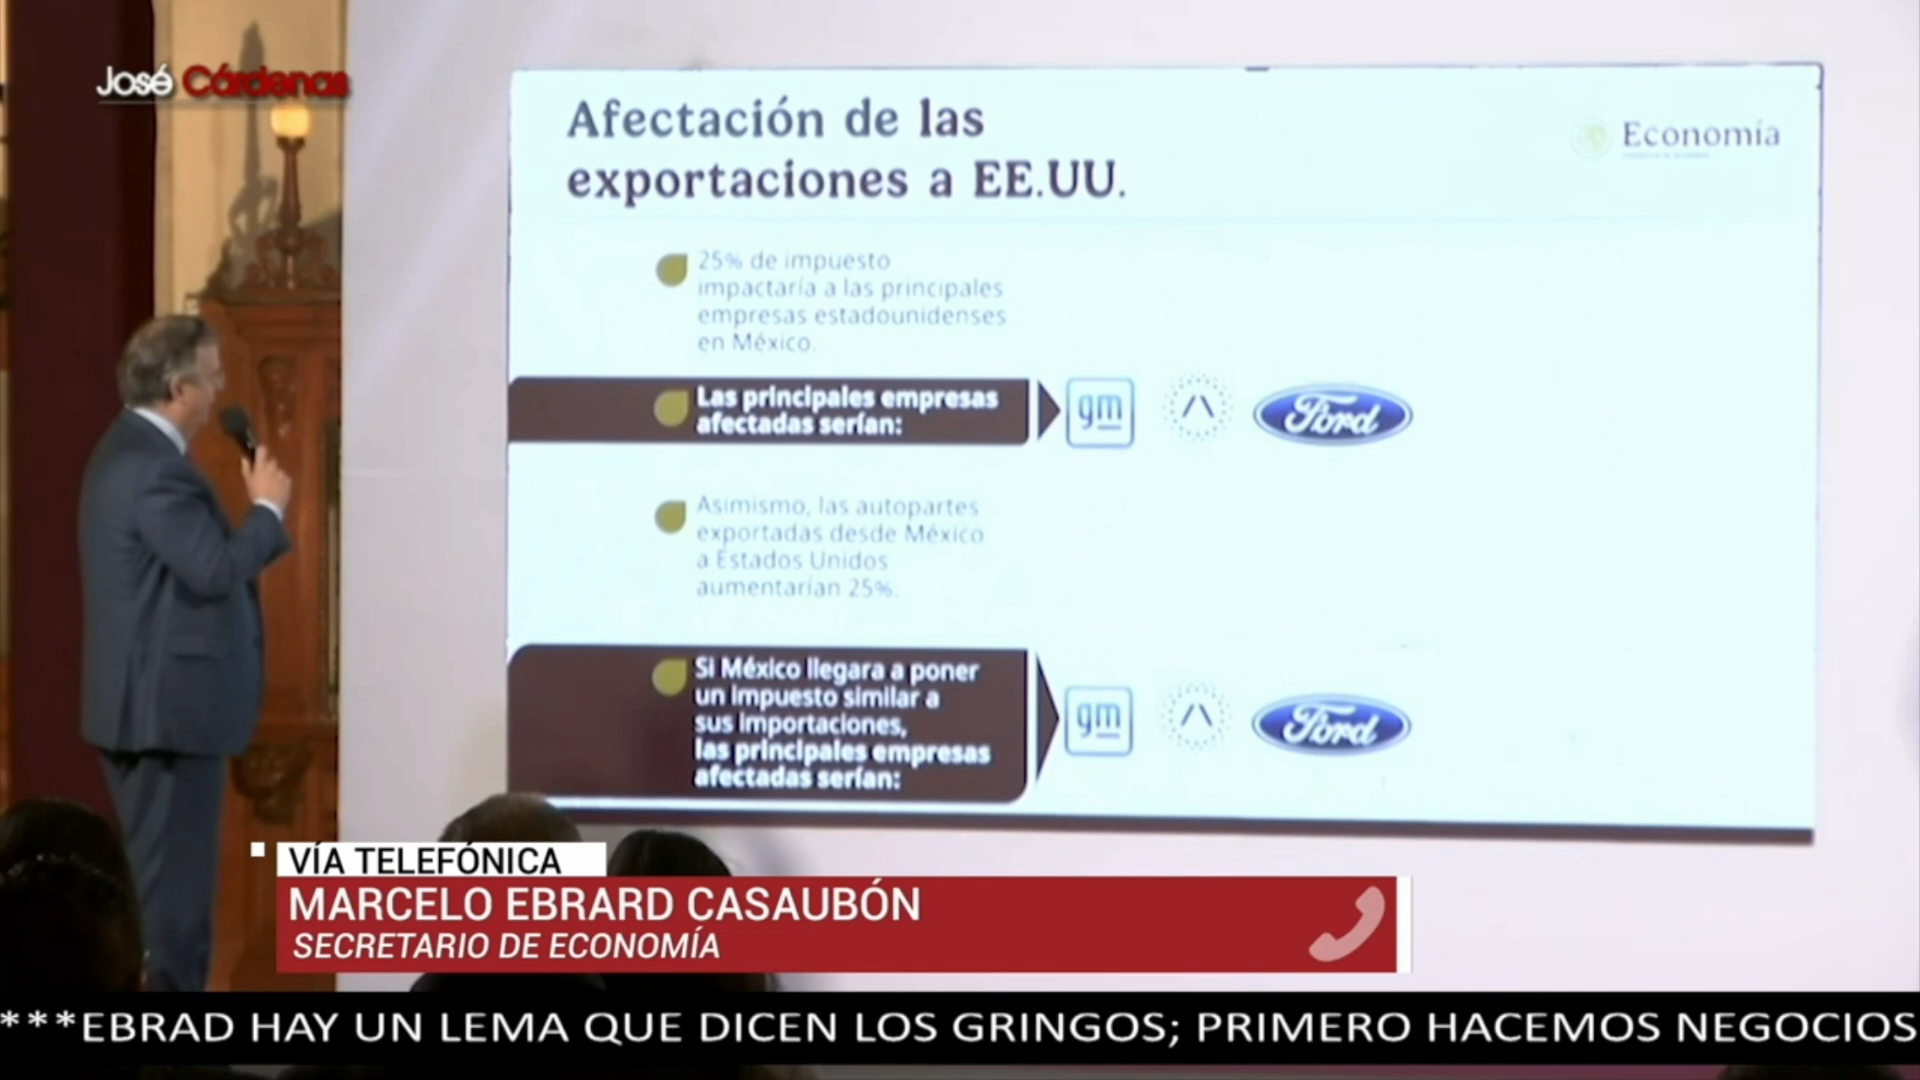 José Cárdenas
Afectación de las
exportaciones a EE.UU.
Economía
25% de impuesto
impactaría a las principales
empresas estadounidenses
en México.
Las principales empresas
afectadas serían:
gm
Ford
Asimismo, las autopartes
exportadas desde México
a Estados Unidos
aumentarían 25%.
Si México llegara a poner
un impuesto similar a
sus importaciones,
las principales empresas
afectadas serían:
gm
Ford
VÍA TELEFÓNICA
MARCELO EBRARD CASAUBÓN
SECRETARIO DE ECONOMÍA
***EBRAD HAY UN LEMA QUE DICEN LOS GRINGOS; PRIMERO HACEMOS NEGOCIOS